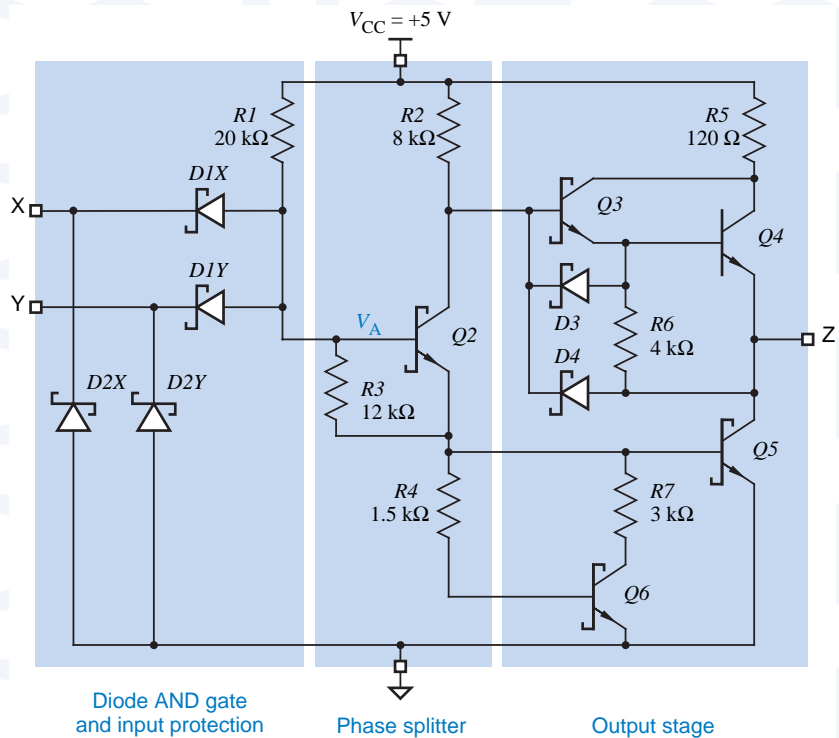 VCC = +5 V
R1
20 kΩ
R2
8 kΩ
R5
120 Ω
D1X
X
Q3
Q4
D1Y
Y
VA
Q2
D3
R6
4 kΩ
Z
D2X
D2Y
R3
12 kΩ
D4
Q5
R4
1.5 kΩ
R7
3 kΩ
Q6
Diode AND gate
and input protection
Phase splitter
Output stage